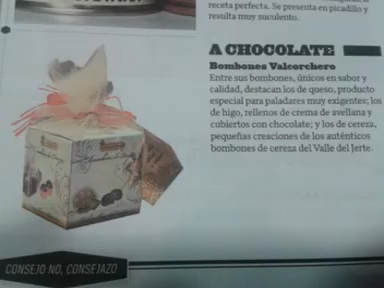 receta perfecta. Se presenta en picadillo y
resulta muy suculento.
A CHOCOLATE
Bombones Valcorchero
Entre sus bombones, únicos en sabor y
calidad, destacan los de queso, producto
especial para paladares muy exigentes; los
de higo, rellenos de crema de avellana y
cubiertos con chocolate; y los de cereza,
pequeñas creaciones de los auténticos
bombones de cereza del Valle del Jerte.
CONSEJO NO, CONSEJAZO